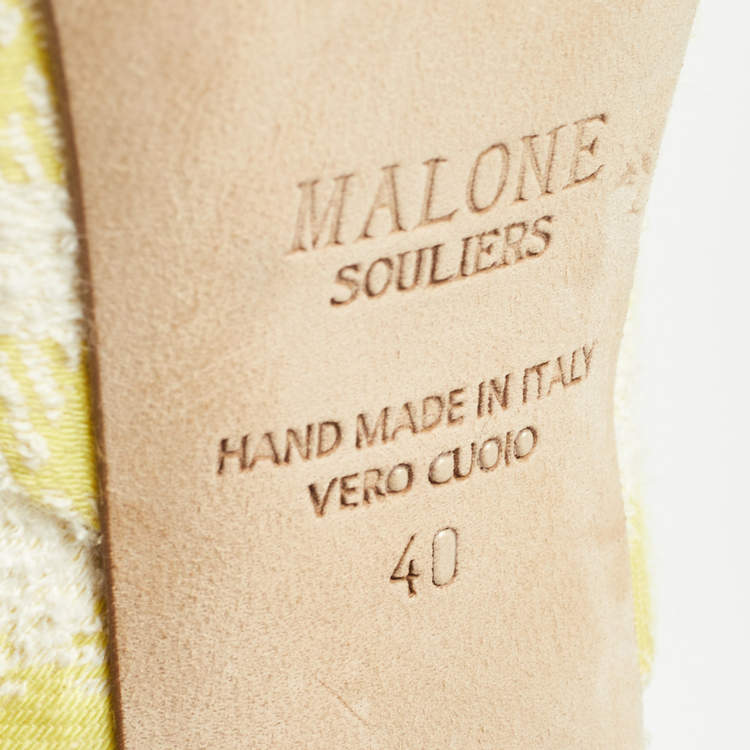 MALONE
SOULIERS
HAND MADE IN ITALY
VERO CUOIO
40